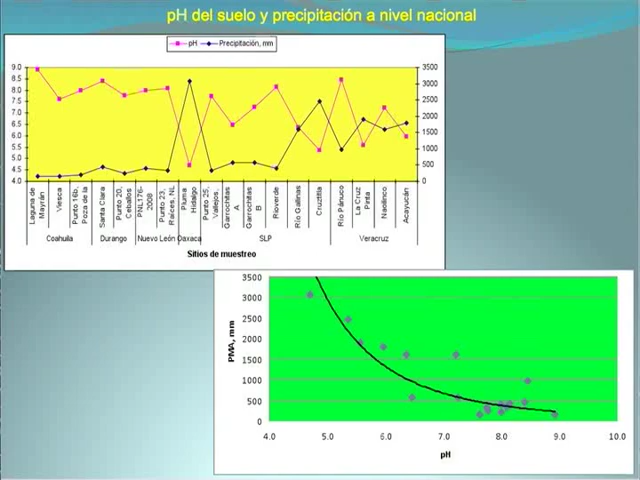 pH del suelo y precipitación a nivel nacional
pH Precipitación, mm
9.0
8.5
8.0
7.5
7.0
6.5
6.0
5.5
5.0
4.5
4.0
3500
3000
2500
2000
1500
1000
500
0
Laguna de Mayrán
Viesca
Punto 16b, Poza de la
Santa Clara
Punto 20, Ceballos
PNL176-2008
Punto 23, Raíces, NL
Pluma Hidalgo
Punto 25, Vallejos,
Garrochitas A
Garrochitas B
Rioverde
Río Gallinas
Cruztitla
Río Pánuco
La Cruz Pinta
Naolinco
Acayucán
Coahuila Durango Nuevo León Oaxaca SLP Veracruz
Sitios de muestreo
3500
3000
2500
2000
1500
1000
500
0
PMA, mm
4.0 5.0 6.0 7.0 8.0 9.0 10.0
pH